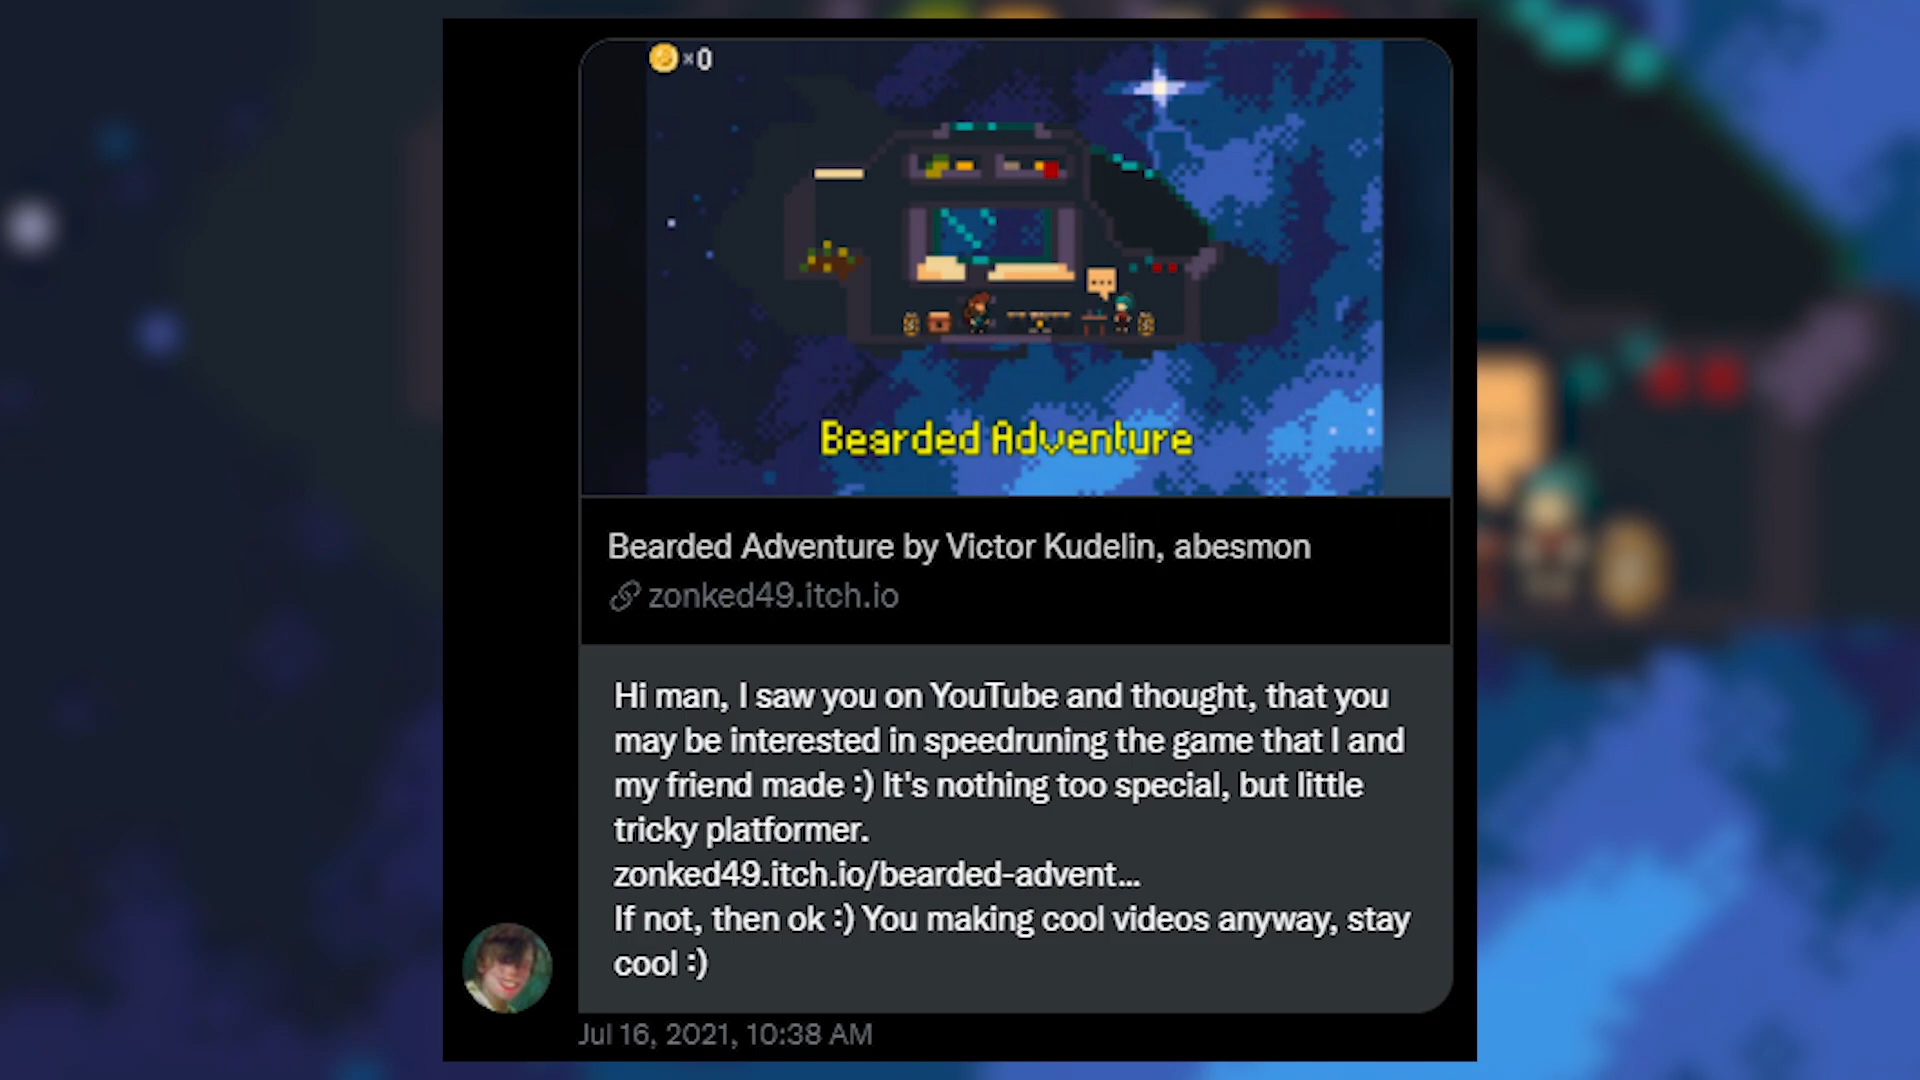 ×0
Bearded Adventure
Bearded Adventure by Victor Kudelin, abesmon
zonked49.itch.io
Hi man, I saw you on YouTube and thought, that you
may be interested in speedruning the game that I and
my friend made :) It's nothing too special, but little
tricky platformer.
zonked49.itch.io/bearded-advent...
If not, then ok :) You making cool videos anyway, stay
cool :)
Jul 16, 2021, 10:38 AM